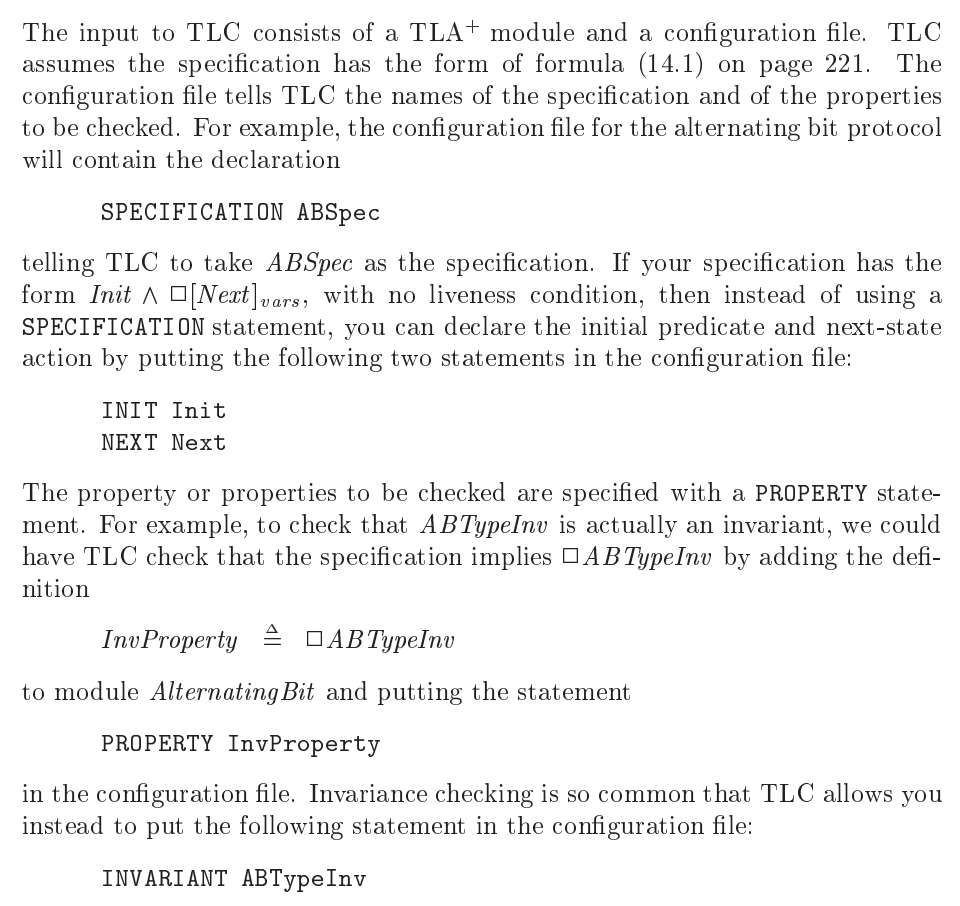 The input to TLC consists of a TLA⁺ module and a configuration file. TLC
assumes the specification has the form of formula (14.1) on page 221. The
configuration file tells TLC the names of the specification and of the properties
to be checked. For example, the configuration file for the alternating bit protocol
will contain the declaration
SPECIFICATION ABSpec
telling TLC to take ABSpec as the specification. If your specification has the
form Init ∧ □[Next]_vars, with no liveness condition, then instead of using a
SPECIFICATION statement, you can declare the initial predicate and next-state
action by putting the following two statements in the configuration file:
INIT Init
NEXT Next
The property or properties to be checked are specified with a PROPERTY state-
ment. For example, to check that ABTypeInv is actually an invariant, we could
have TLC check that the specification implies □ABTypeInv by adding the defi-
nition
InvProperty ≜ □ABTypeInv
to module AlternatingBit and putting the statement
PROPERTY InvProperty
in the configuration file. Invariance checking is so common that TLC allows you
instead to put the following statement in the configuration file:
INVARIANT ABTypeInv